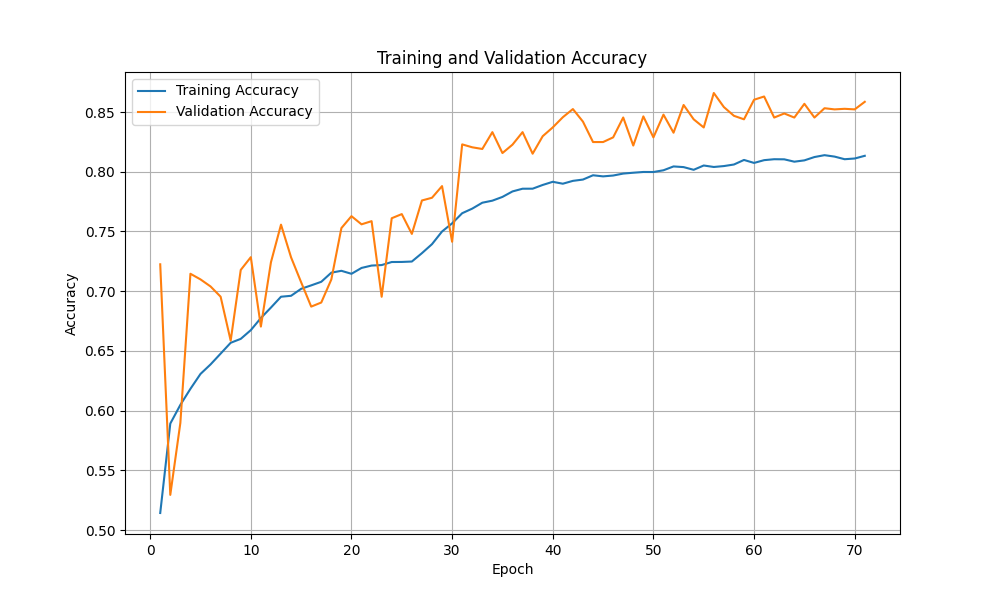 Training and Validation Accuracy
Training Accuracy
Validation Accuracy
0.85
0.80
0.75
0.70
0.65
0.60
0.55
0.50
Accuracy
0 10 20 30 40 50 60 70
Epoch